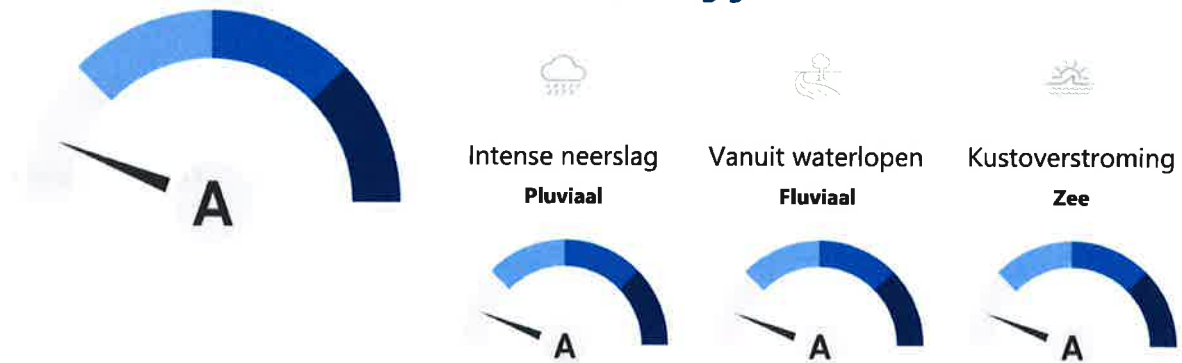 A
Intense neerslag
Pluviaal
A
Vanuit waterlopen
Fluviaal
A
Kustoverstroming
Zee
A